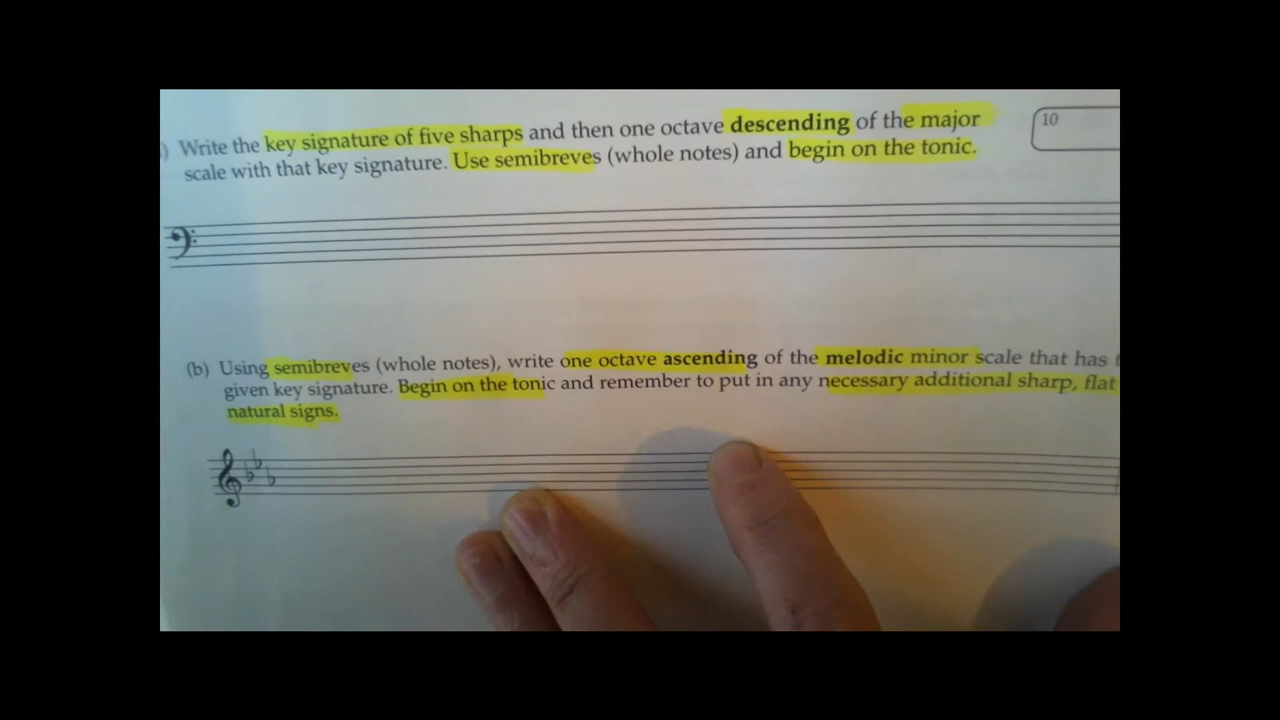 ) Write the key signature of five sharps and then one octave descending of the major
scale with that key signature. Use semibreves (whole notes) and begin on the tonic.
10
(b) Using semibreves (whole notes), write one octave ascending of the melodic minor scale that has
given key signature. Begin on the tonic and remember to put in any necessary additional sharp, flat
natural signs.